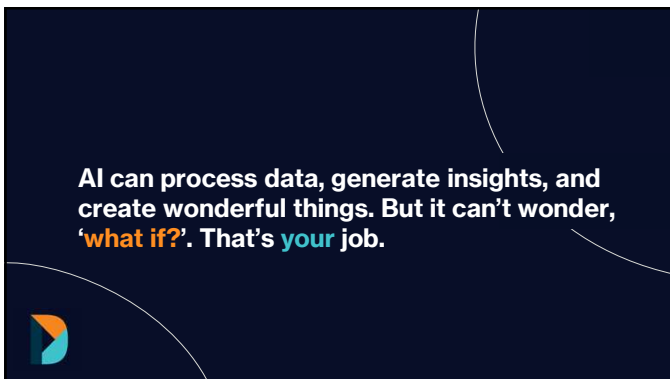 AI can process data, generate insights, and
create wonderful things. But it can’t wonder,
‘what if?’. That’s your job.